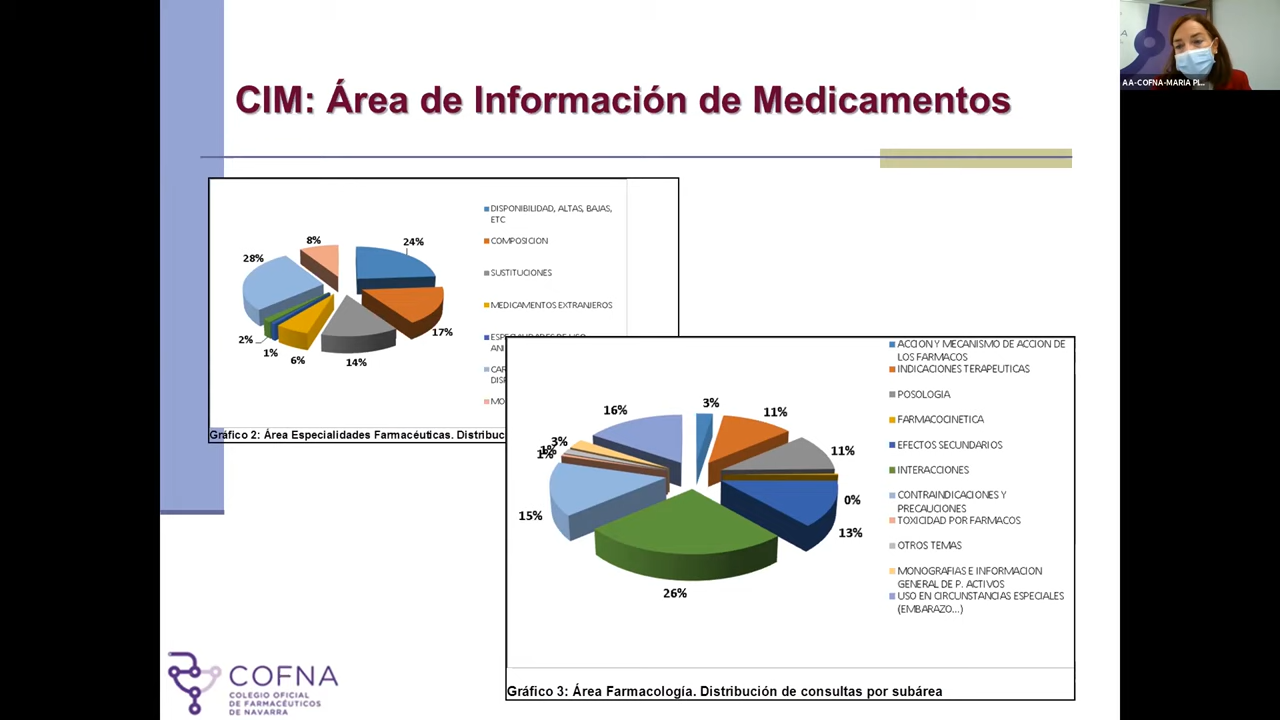 CIM: Área de Información de Medicamentos
AA-COFNA-MARIA PI...
8%
24%
28%
17%
2%
1%
6%
14%
DISPONIBILIDAD, ALTAS, BAJAS,
ETC
COMPOSICION
SUSTITUCIONES
MEDICAMENTOS EXTRANJEROS
Gráfico 2: Área Especialidades Farmacéuticas.
3%
11%
16%
11%
3%
1%
1%
0%
15%
13%
26%
ACCION Y MECANISMO DE ACCION DE
LOS FARMACOS
INDICACIONES TERAPEUTICAS
POSOLOGIA
FARMACOCINETICA
EFECTOS SECUNDARIOS
INTERACCIONES
CONTRAINDICACIONES Y
PRECAUCIONES
TOXICIDAD POR FARMACOS
OTROS TEMAS
MONOGRAFIAS E INFORMACION
GENERAL DE P. ACTIVOS
USO EN CIRCUNSTANCIAS ESPECIALES
(EMBARAZO...)
Gráfico 3: Área Farmacología. Distribución de consultas por subárea
COFNA
COLEGIO OFICIAL
DE FARMACÉUTICOS
DE NAVARRA